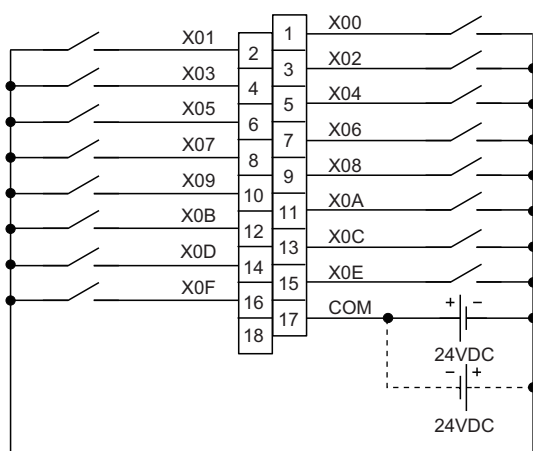 1 X00
X01 2
3 X02
X03 4
5 X04
X05 6
7 X06
X07 8
9 X08
X09 10
11 X0A
X0B 12
13 X0C
X0D 14
15 X0E
X0F 16
17 COM + −
18
24VDC
− +
24VDC